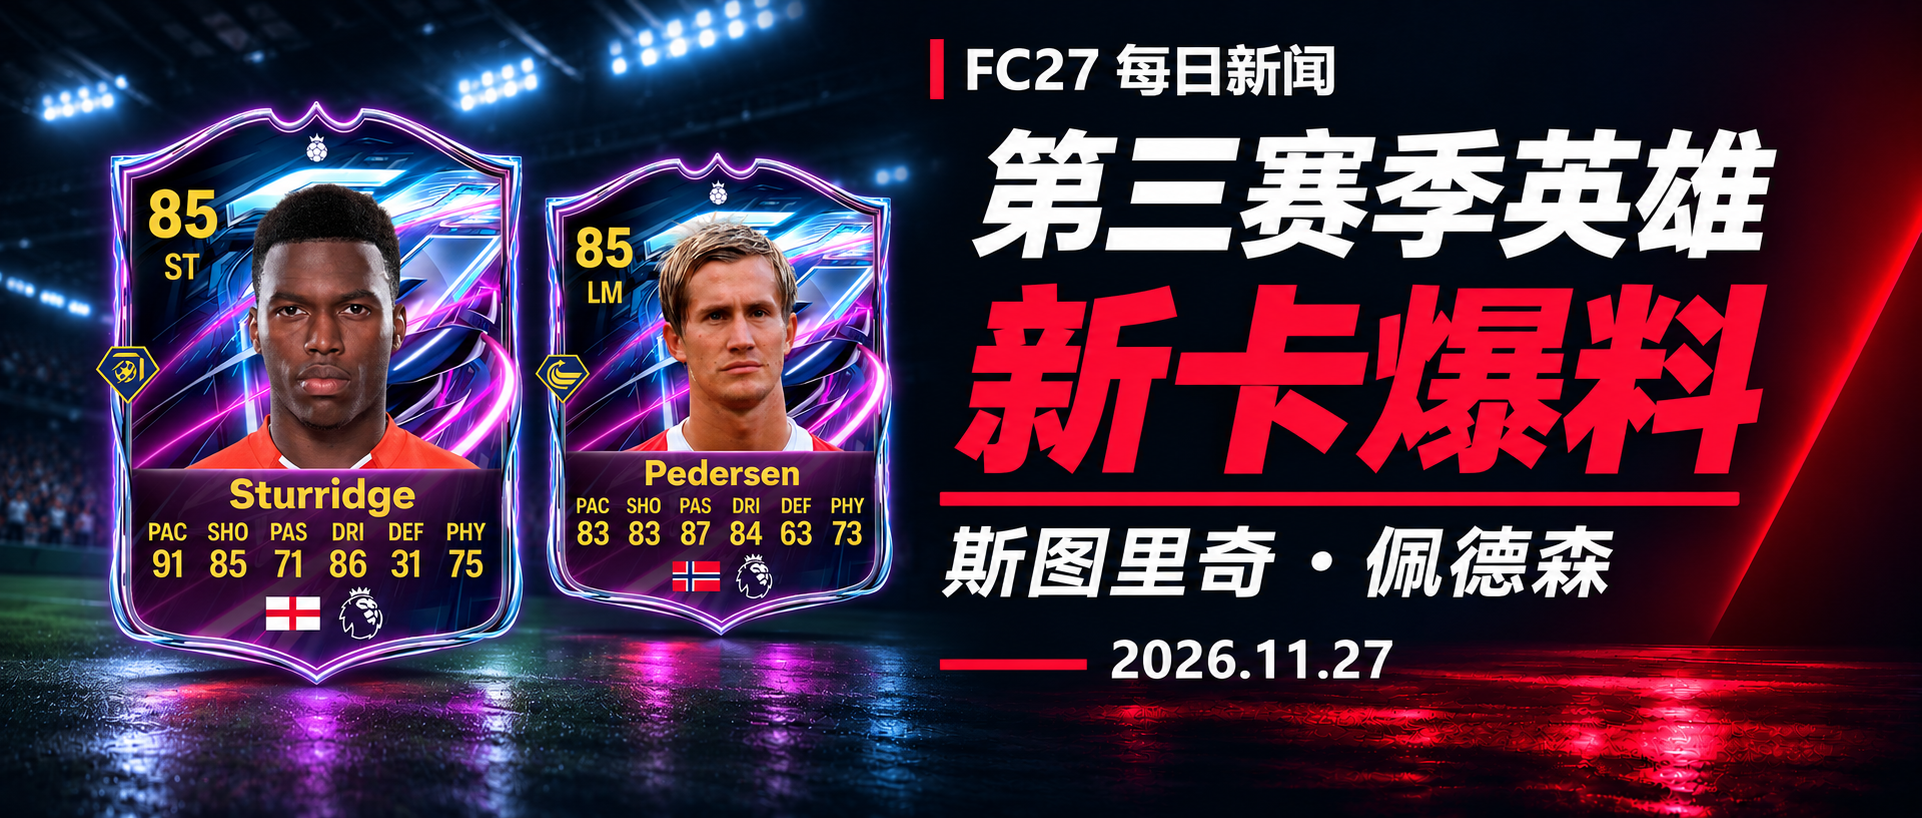 85
ST
Sturridge
PAC SHO PAS DRI DEF PHY
91 85 71 86 31 75
85
LM
Pedersen
PAC SHO PAS DRI DEF PHY
83 83 87 84 63 73
FC27 每日新闻
第三赛季英雄
新卡爆料
斯图里奇·佩德森
2026.11.27